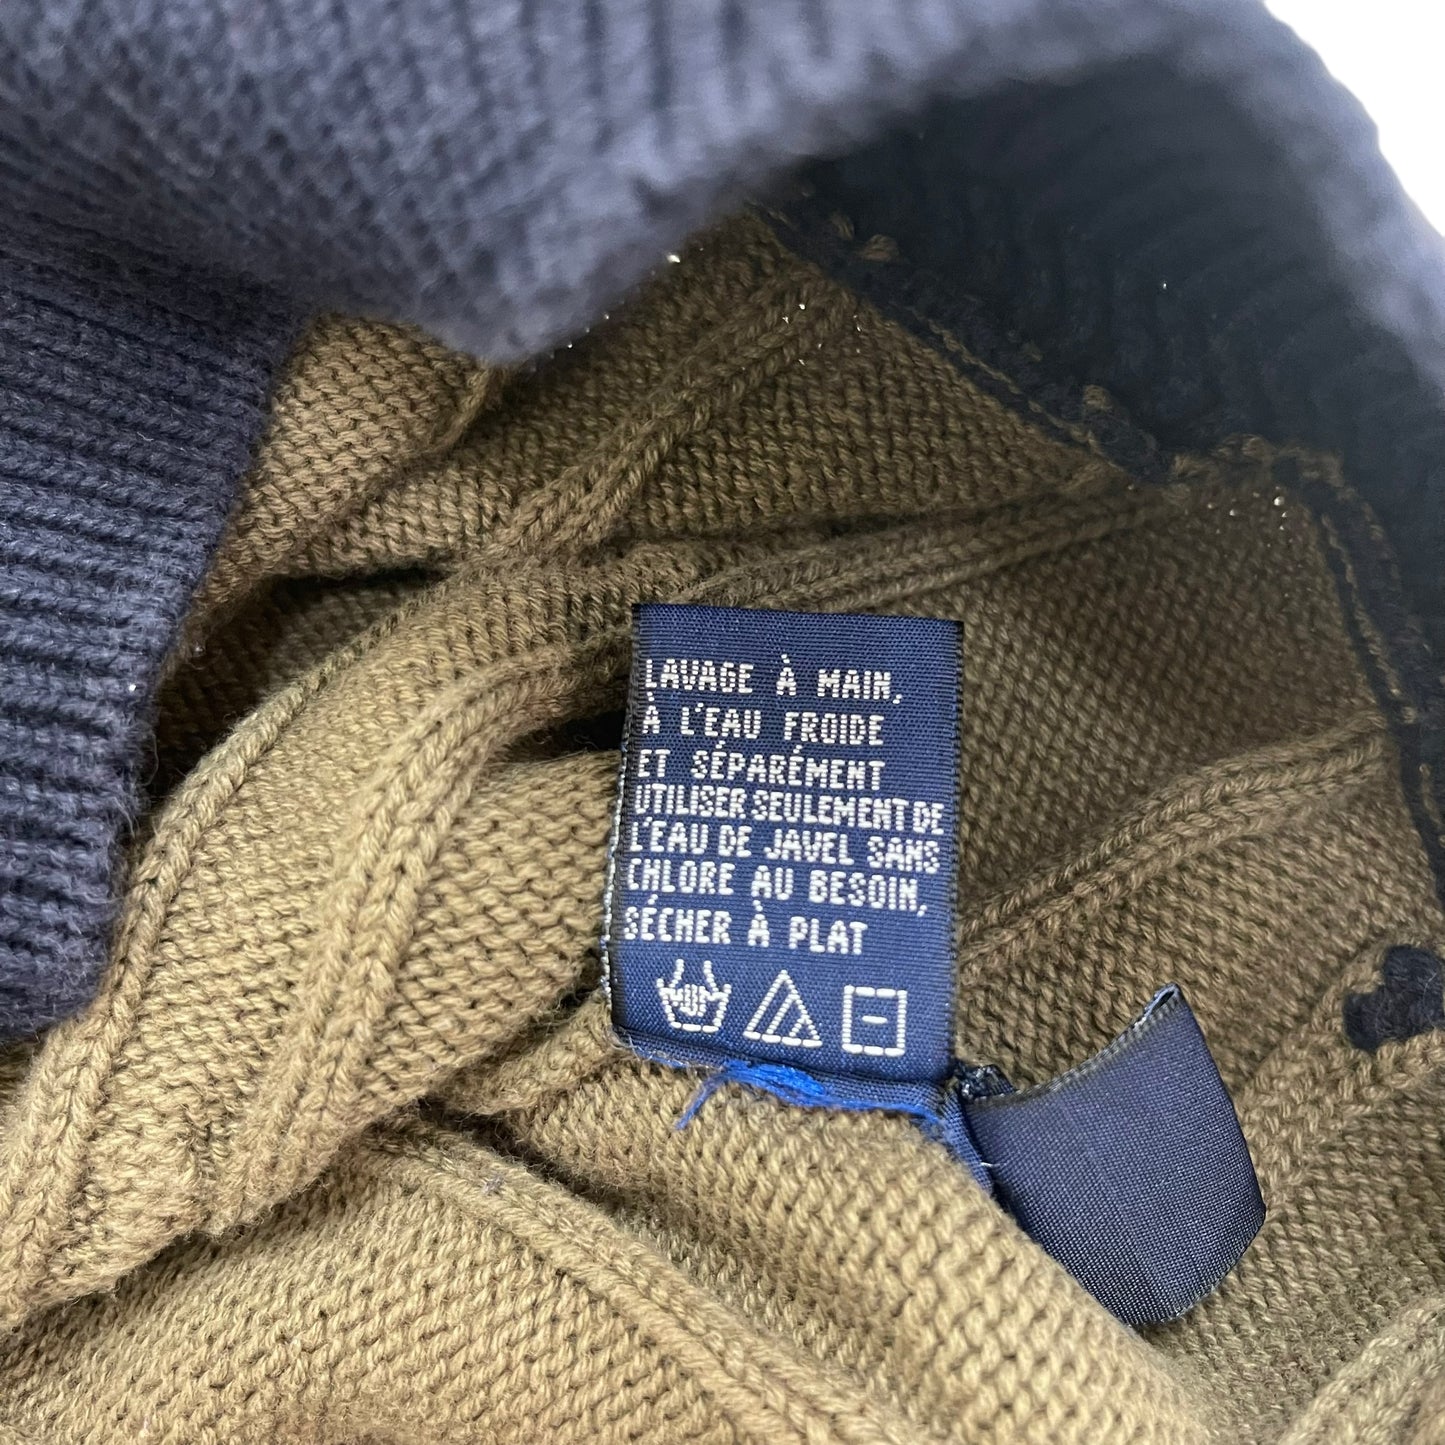 LAVAGE À MAIN,
À L'EAU FROIDE
ET SÉPARÉMENT
UTILISER SEULEMENT DE
L'EAU DE JAVEL SANS
CHLORE AU BESOIN,
SÉCHER À PLAT